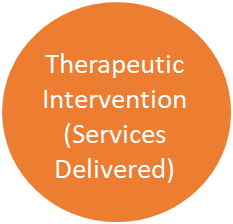 Therapeutic
Intervention
(Services
Delivered)